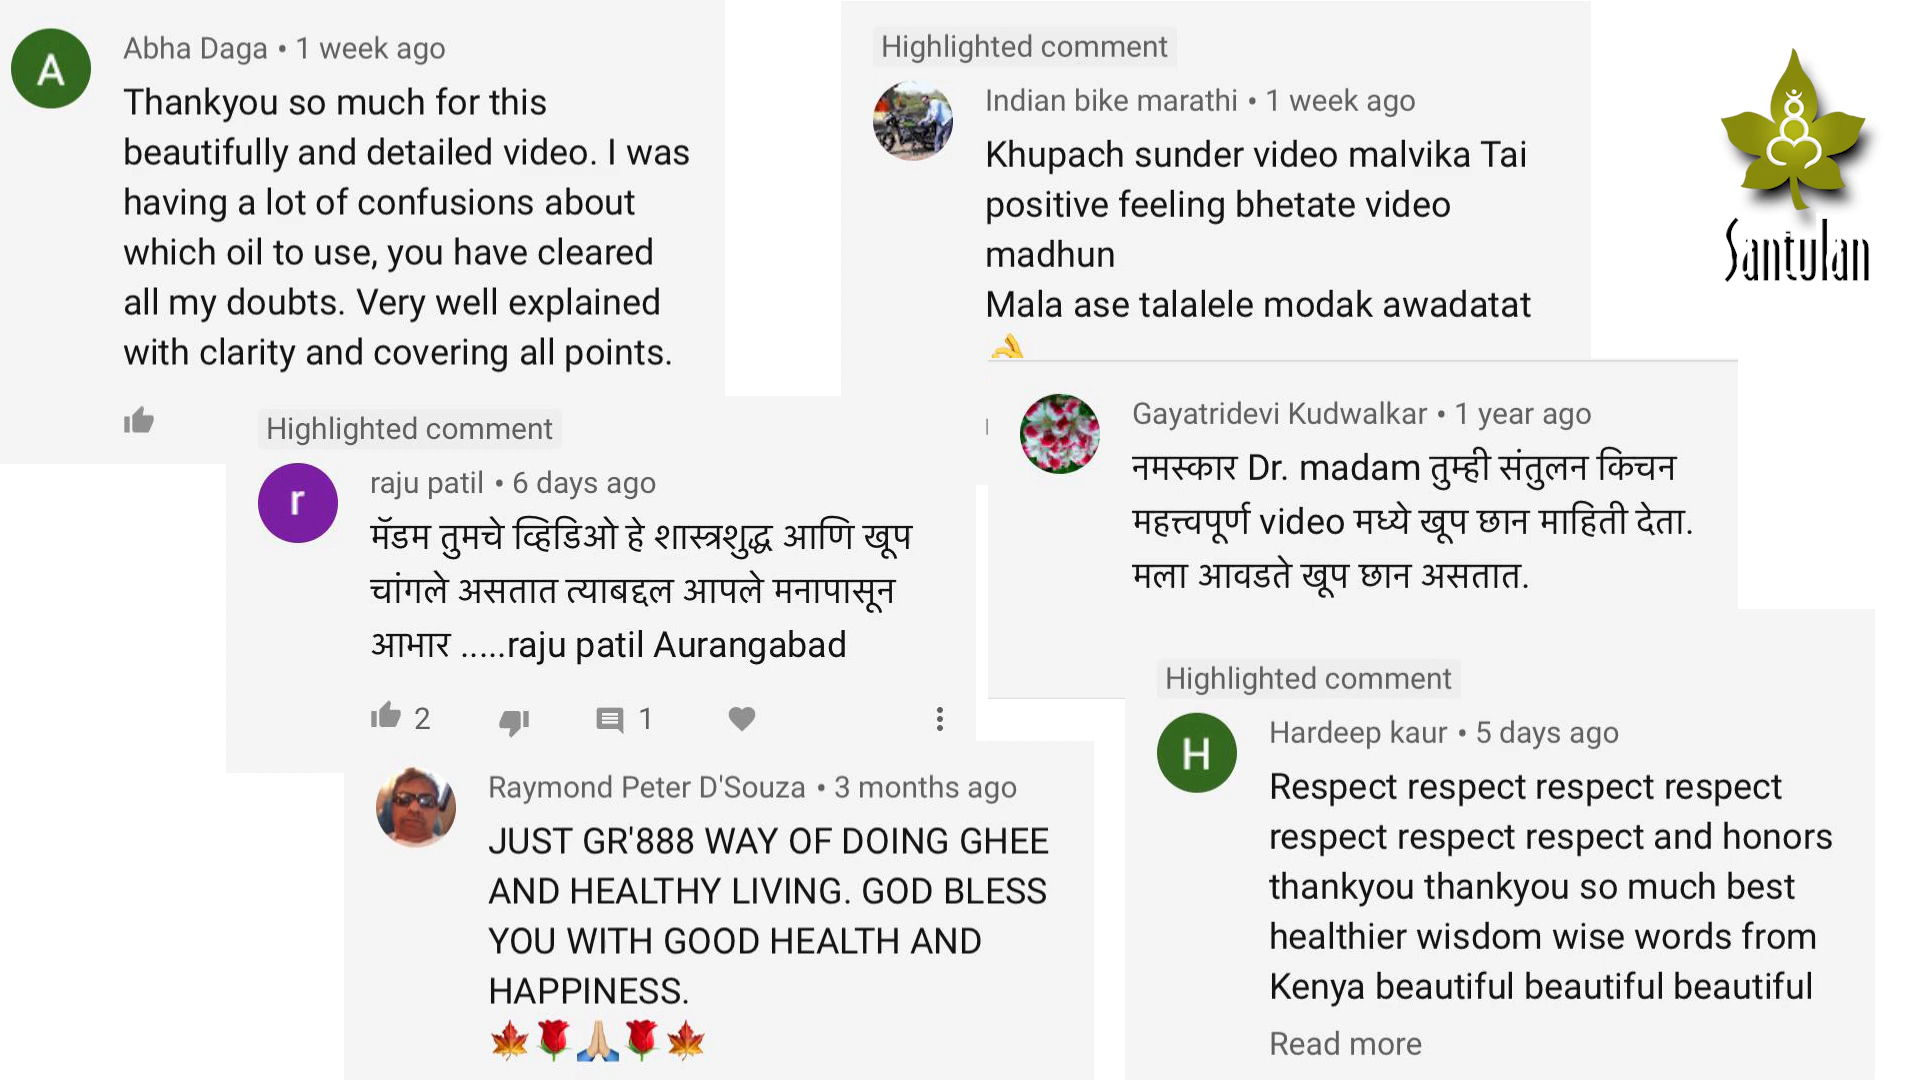 A
Abha Daga • 1 week ago
Thankyou so much for this
beautifully and detailed video. I was
having a lot of confusions about
which oil to use, you have cleared
all my doubts. Very well explained
with clarity and covering all points.
Highlighted comment
Indian bike marathi • 1 week ago
Khupach sunder video malvika Tai
positive feeling bhetate video
madhun
Mala ase talalele modak awadatat
👌
Santulan
Highlighted comment
r
raju patil • 6 days ago
मॅडम तुमचे व्हिडिओ हे शास्त्रशुद्ध आणि खूप
चांगले असतात त्याबद्दल आपले मनापासून
आभार .....raju patil Aurangabad
2 1
Gayatridevi Kudwalkar • 1 year ago
नमस्कार Dr. madam तुम्ही संतुलन किचन
महत्त्वपूर्ण video मध्ये खूप छान माहिती देता.
मला आवडते खूप छान असतात.
Raymond Peter D'Souza • 3 months ago
JUST GR'888 WAY OF DOING GHEE
AND HEALTHY LIVING. GOD BLESS
YOU WITH GOOD HEALTH AND
HAPPINESS.
🍁🌹🙏🏼🌹🍁
Highlighted comment
H
Hardeep kaur • 5 days ago
Respect respect respect respect
respect respect respect and honors
thankyou thankyou so much best
healthier wisdom wise words from
Kenya beautiful beautiful beautiful
Read more